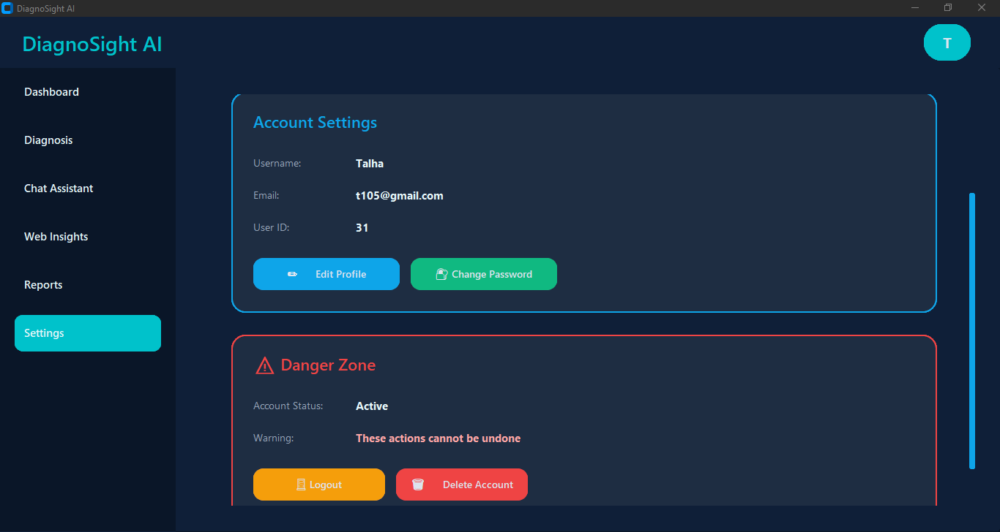 DiagnoSight AI
DiagnoSight AI
T
Dashboard
Diagnosis
Chat Assistant
Web Insights
Reports
Settings
Account Settings
Username: Talha
Email: t105@gmail.com
User ID: 31
Edit Profile Change Password
Danger Zone
Account Status: Active
Warning: These actions cannot be undone
Logout Delete Account